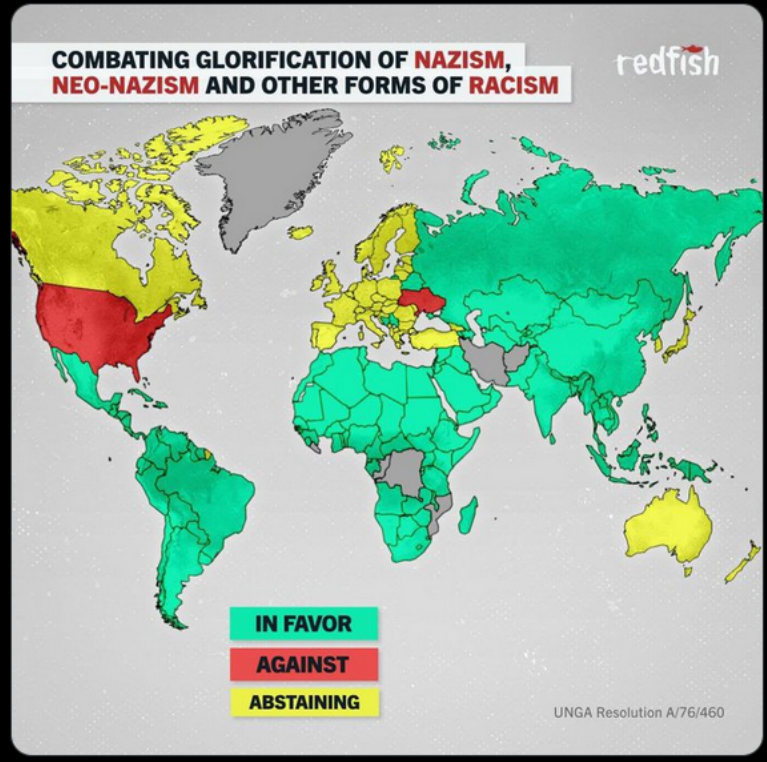 COMBATING GLORIFICATION OF NAZISM,
NEO-NAZISM AND OTHER FORMS OF RACISM
redfish
IN FAVOR
AGAINST
ABSTAINING
UNGA Resolution A/76/460